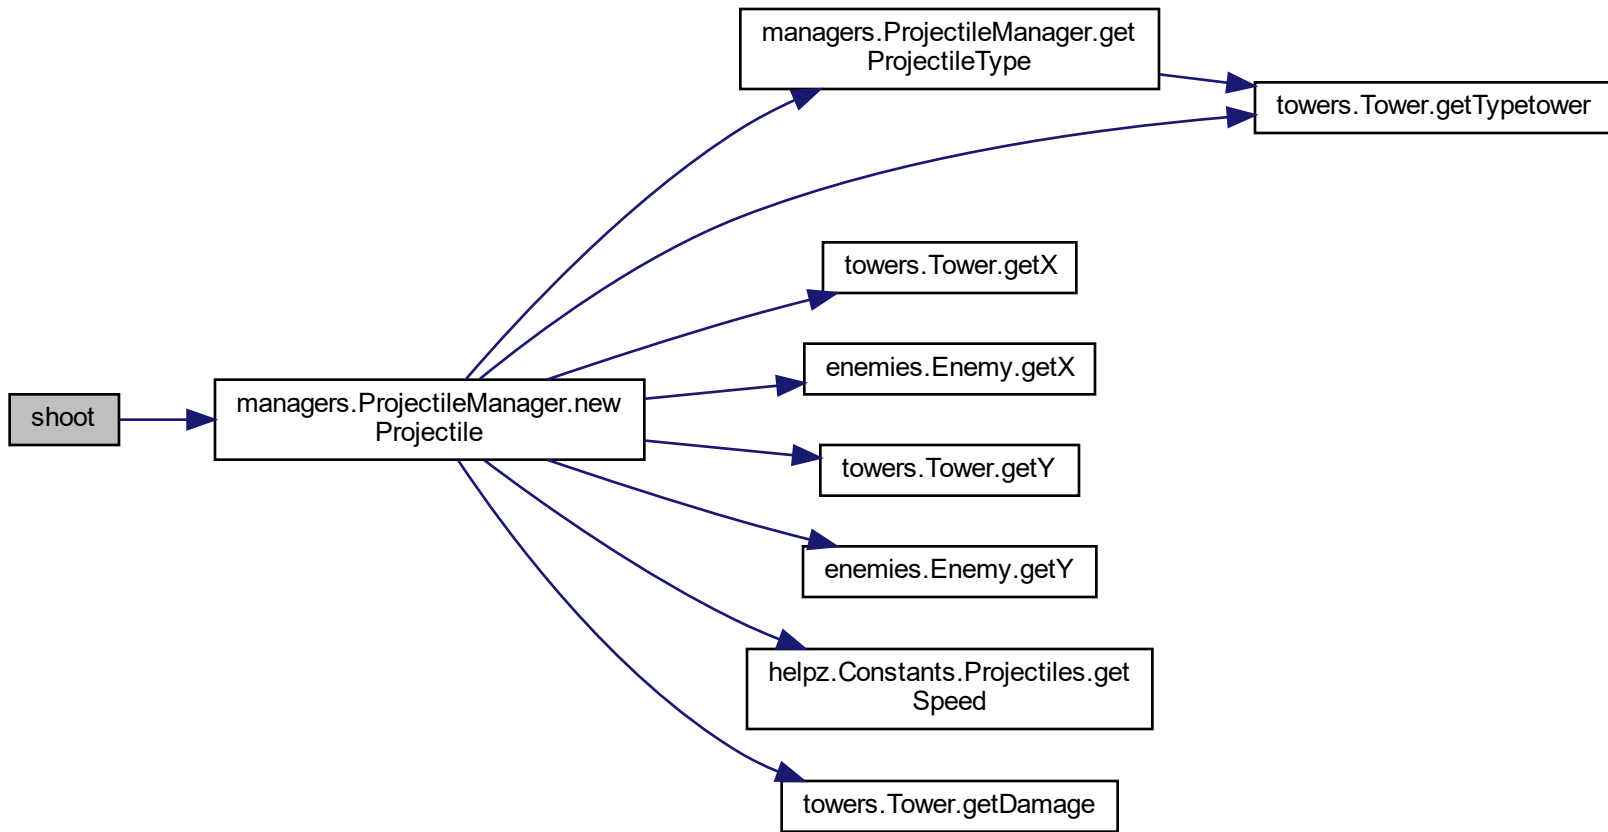 managers.ProjectileManager.get
ProjectileType
towers.Tower.getTypetower
towers.Tower.getX
enemies.Enemy.getX
shoot
managers.ProjectileManager.new
Projectile
towers.Tower.getY
enemies.Enemy.getY
helpz.Constants.Projectiles.get
Speed
towers.Tower.getDamage